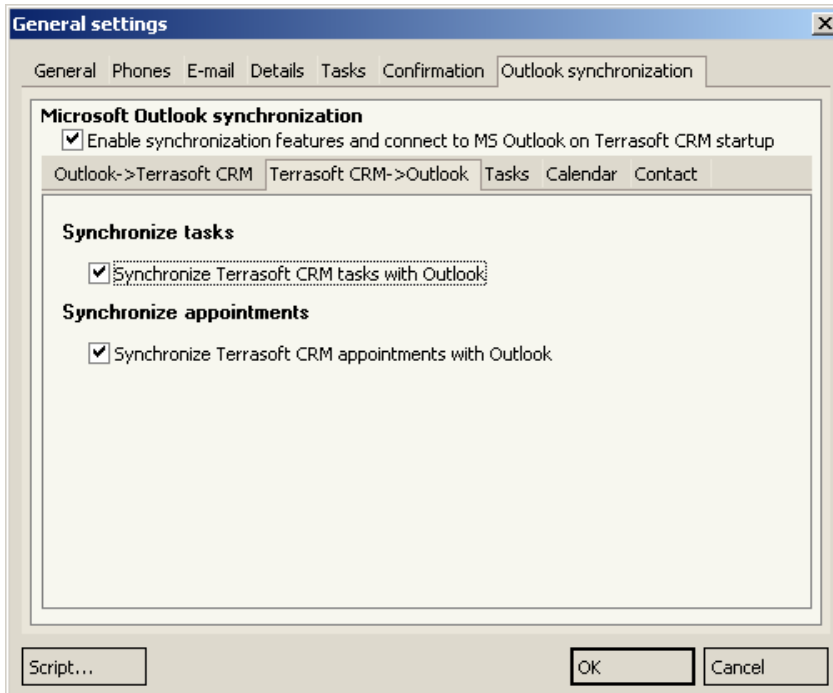 General settings
General Phones E-mail Details Tasks Confirmation Outlook synchronization
Microsoft Outlook synchronization
Enable synchronization features and connect to MS Outlook on Terrasoft CRM startup
Outlook->Terrasoft CRM Terrasoft CRM->Outlook Tasks Calendar Contact
Synchronize tasks
Synchronize Terrasoft CRM tasks with Outlook
Synchronize appointments
Synchronize Terrasoft CRM appointments with Outlook
Script... OK Cancel